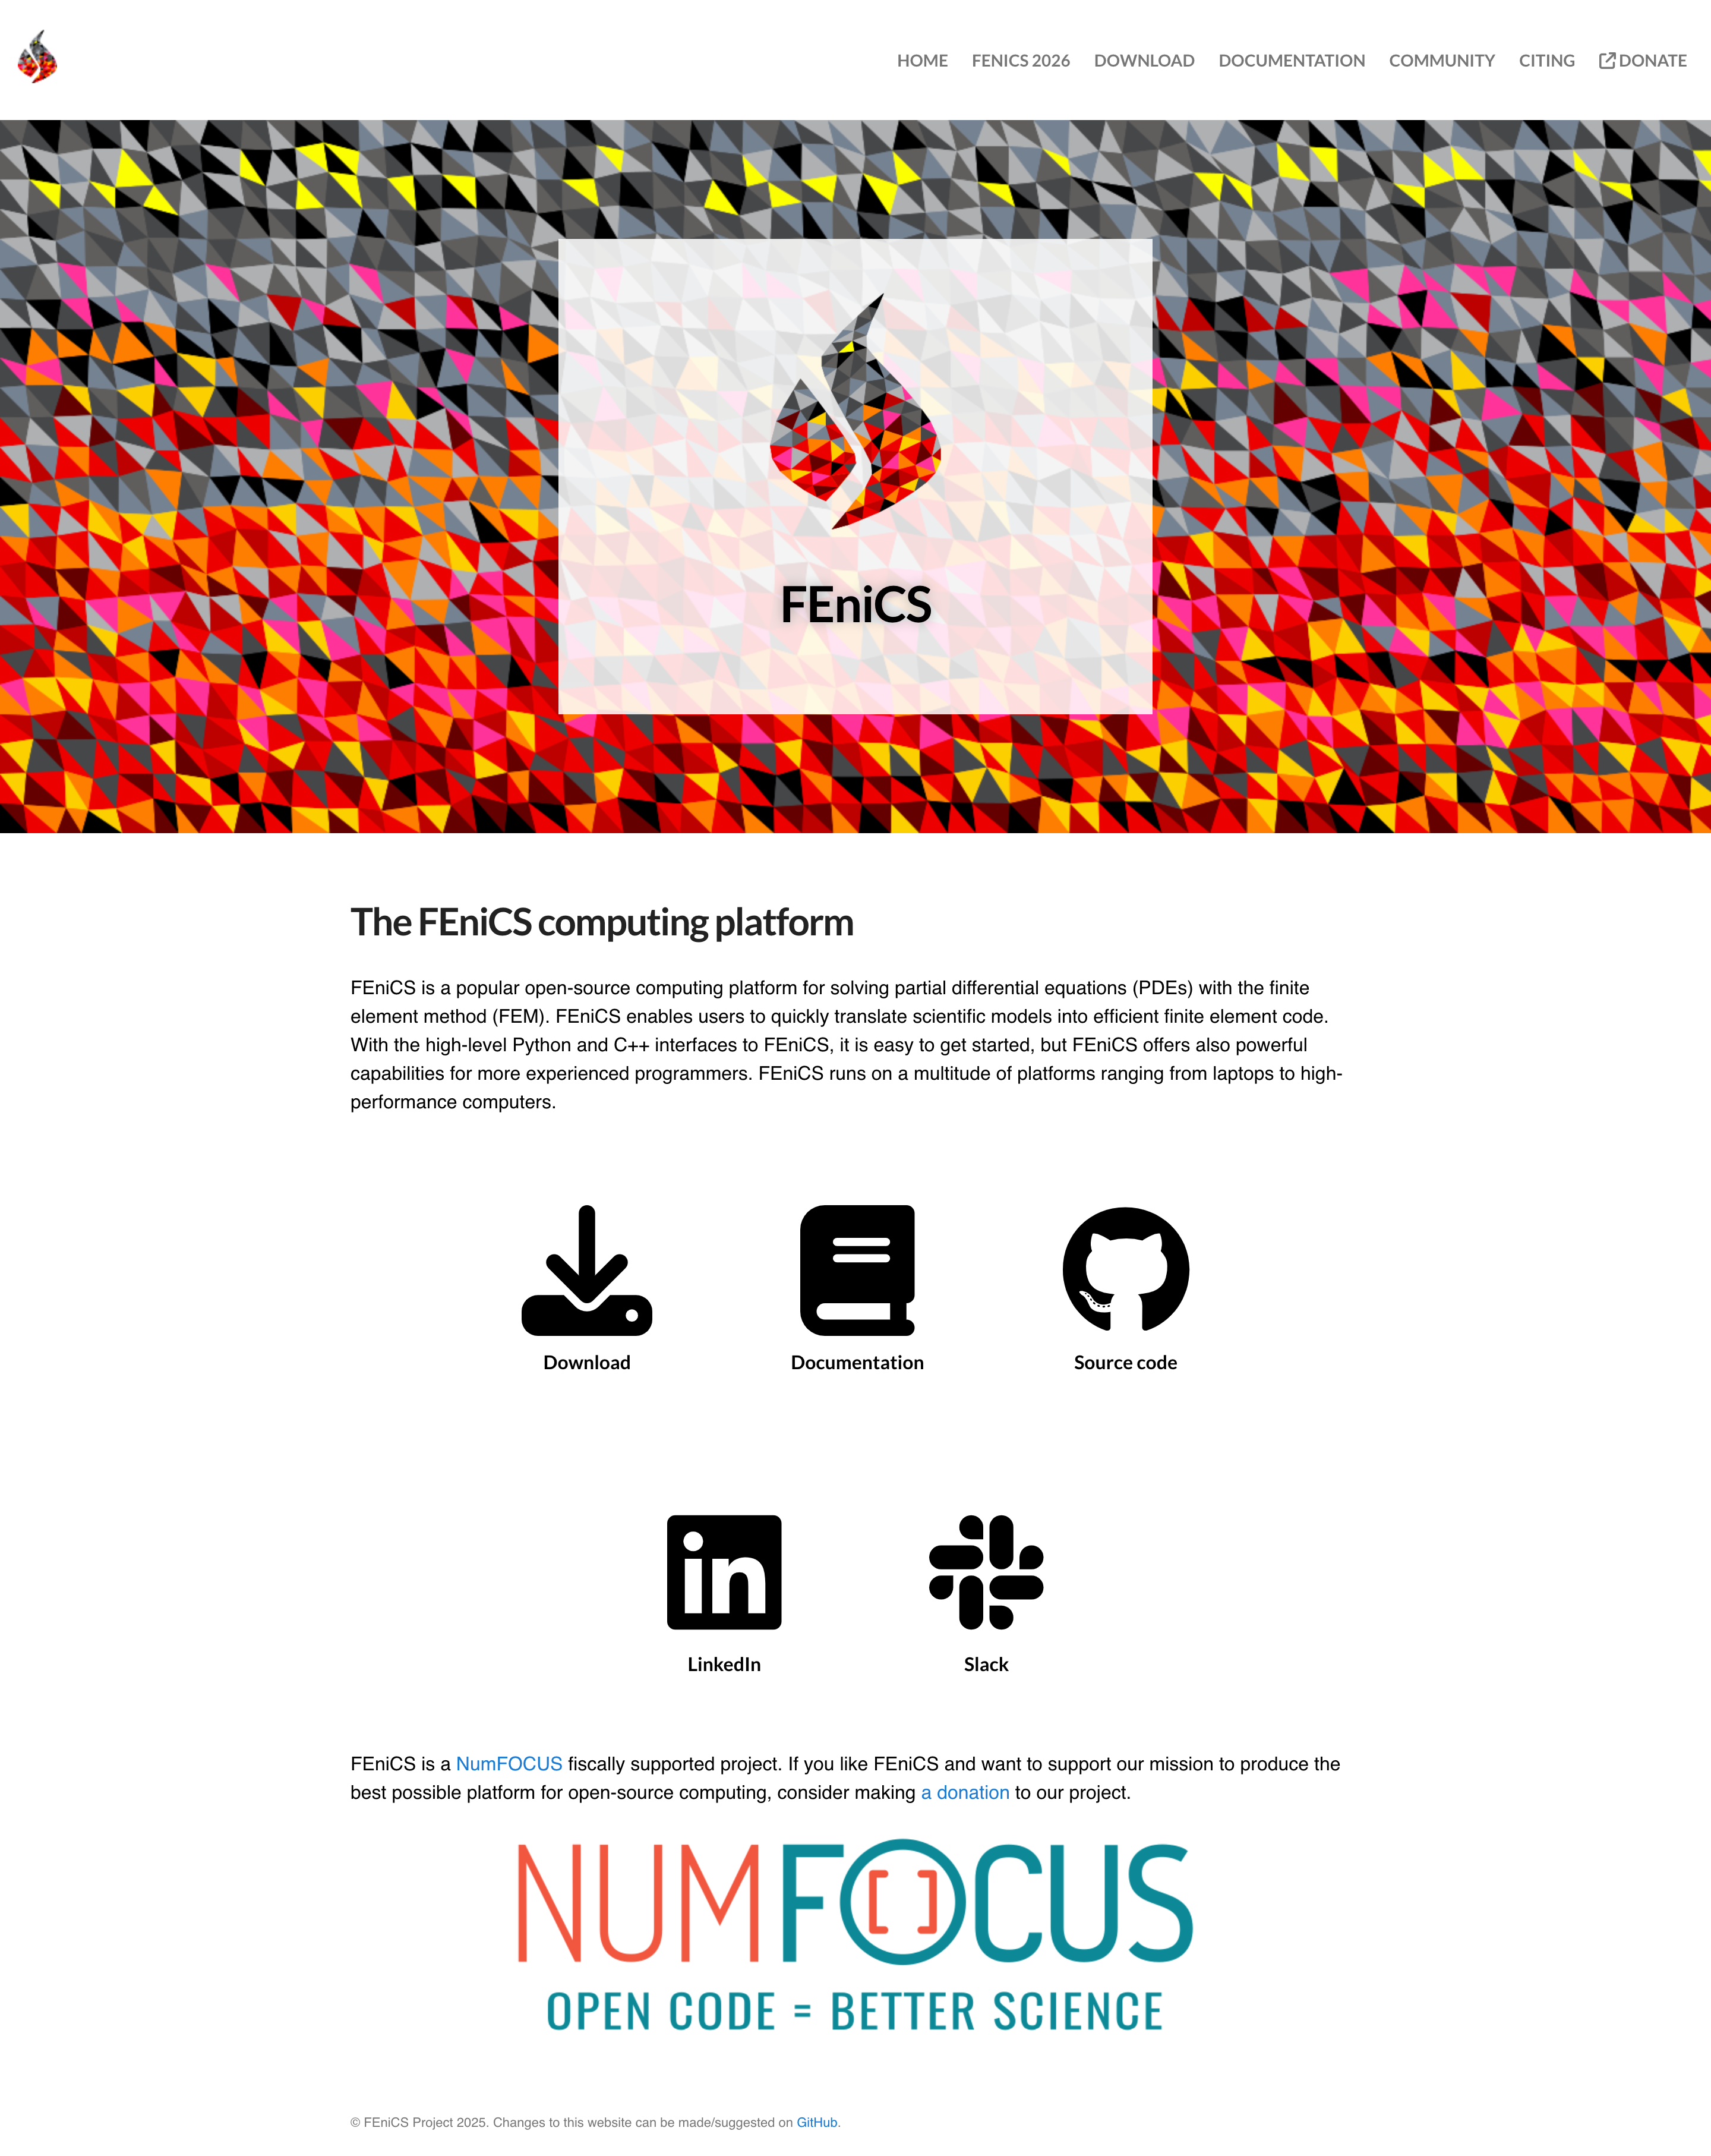 HOME FENICS 2026 DOWNLOAD DOCUMENTATION COMMUNITY CITING DONATE
FEniCS
The FEniCS computing platform
FEniCS is a popular open-source computing platform for solving partial differential equations (PDEs) with the finite
element method (FEM). FEniCS enables users to quickly translate scientific models into efficient finite element code.
With the high-level Python and C++ interfaces to FEniCS, it is easy to get started, but FEniCS offers also powerful
capabilities for more experienced programmers. FEniCS runs on a multitude of platforms ranging from laptops to high-
performance computers.
Download Documentation Source code
in
LinkedIn Slack
FEniCS is a NumFOCUS fiscally supported project. If you like FEniCS and want to support our mission to produce the
best possible platform for open-source computing, consider making a donation to our project.
NUMFOCUS
OPEN CODE = BETTER SCIENCE
© FEniCS Project 2025. Changes to this website can be made/suggested on GitHub.